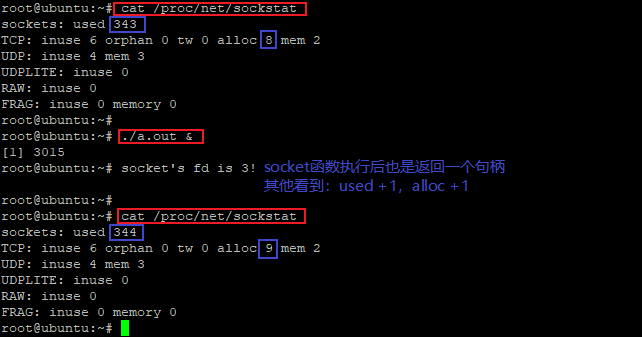 root@ubuntu:~# cat /proc/net/sockstat
sockets: used 343
TCP: inuse 6 orphan 0 tw 0 alloc 8 mem 2
UDP: inuse 4 mem 3
UDPLITE: inuse 0
RAW: inuse 0
FRAG: inuse 0 memory 0
root@ubuntu:~#
root@ubuntu:~# ./a.out &
[1] 3015
root@ubuntu:~# socket's fd is 3! socket函数执行后也是返回一个句柄
其他看到：used +1，alloc +1
root@ubuntu:~#
root@ubuntu:~# cat /proc/net/sockstat
sockets: used 344
TCP: inuse 6 orphan 0 tw 0 alloc 9 mem 2
UDP: inuse 4 mem 3
UDPLITE: inuse 0
RAW: inuse 0
FRAG: inuse 0 memory 0
root@ubuntu:~#